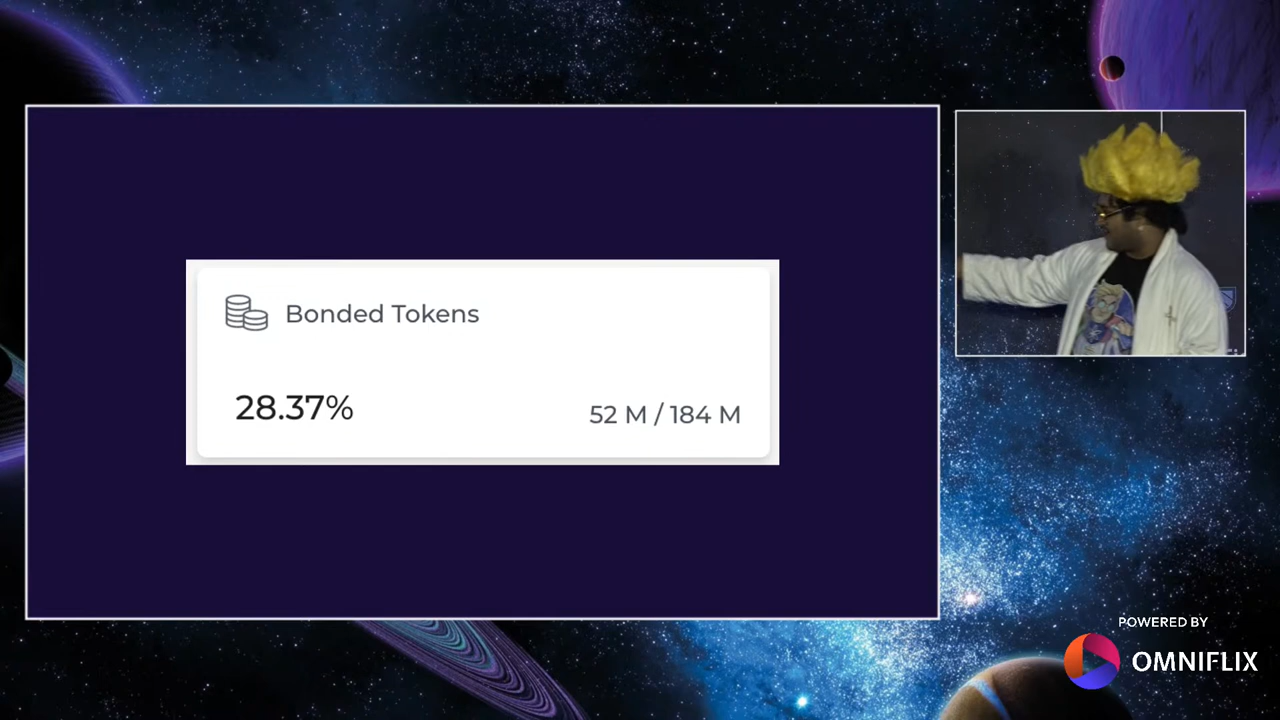 Bonded Tokens
28.37%
52 M / 184 M
POWERED BY
OMNIFLIX